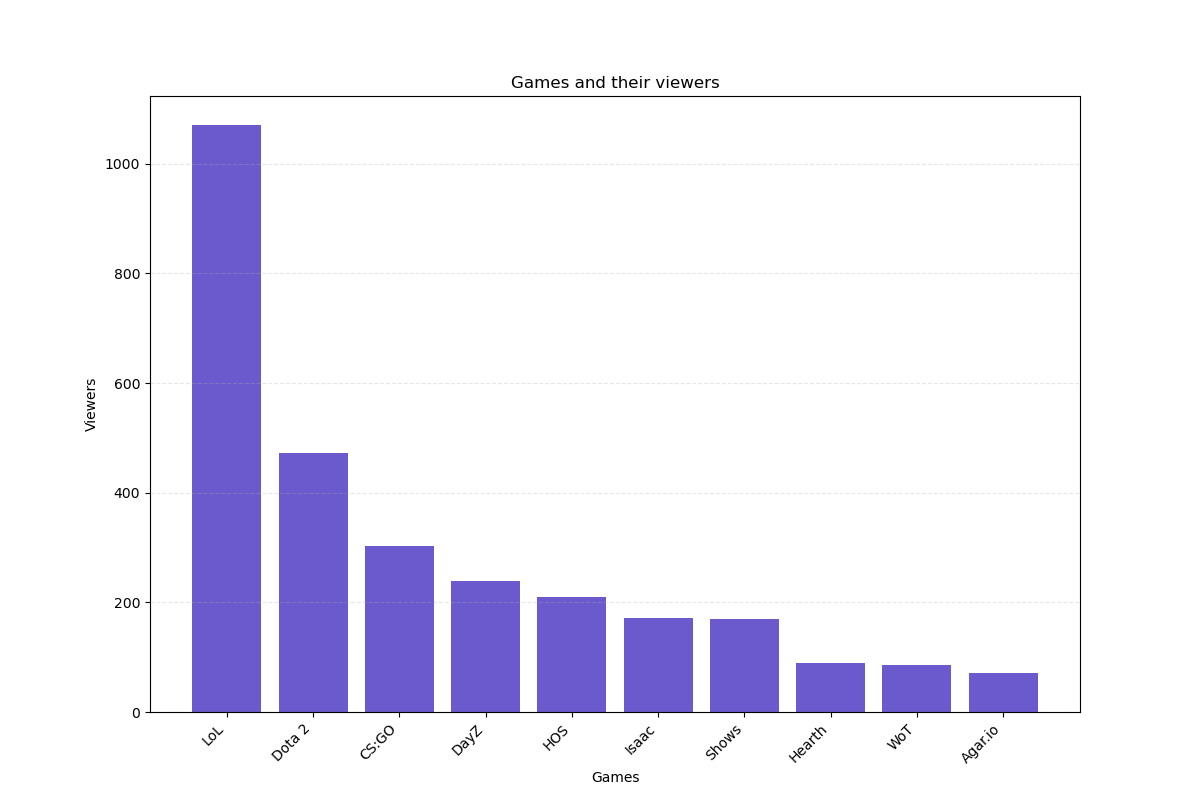 Games and their viewers
1000
800
600
400
200
0
Viewers
LoL
Dota 2
CS:GO
DayZ
HOS
Isaac
Shows
Hearth
WoT
Agar.io
Games